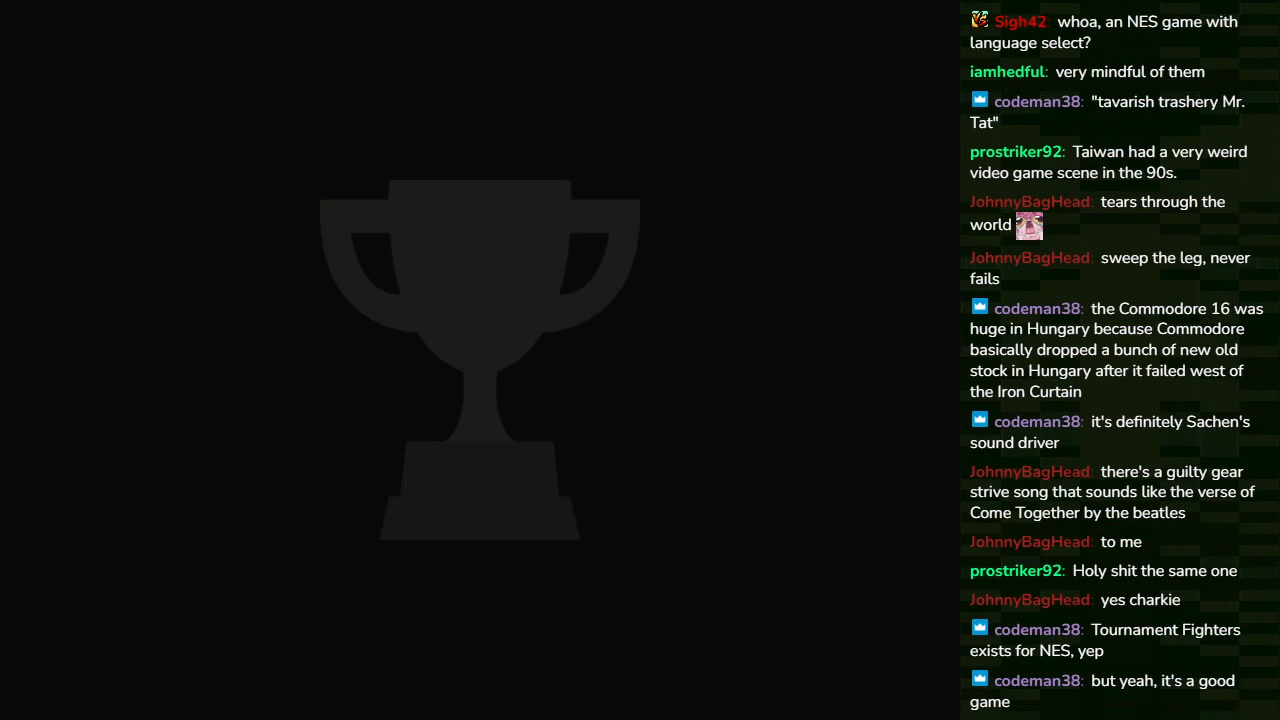 Sigh42 whoa, an NES game with
language select?
iamhedful: very mindful of them
codeman38: "tavarish trashery Mr.
Tat"
prostriker92: Taiwan had a very weird
video game scene in the 90s.
JohnnyBagHead: tears through the
world
JohnnyBagHead: sweep the leg, never
fails
codeman38: the Commodore 16 was
huge in Hungary because Commodore
basically dropped a bunch of new old
stock in Hungary after it failed west of
the Iron Curtain
codeman38: it's definitely Sachen's
sound driver
JohnnyBagHead: there's a guilty gear
strive song that sounds like the verse of
Come Together by the beatles
JohnnyBagHead: to me
prostriker92: Holy shit the same one
JohnnyBagHead: yes charkie
codeman38: Tournament Fighters
exists for NES, yep
codeman38: but yeah, it's a good
game